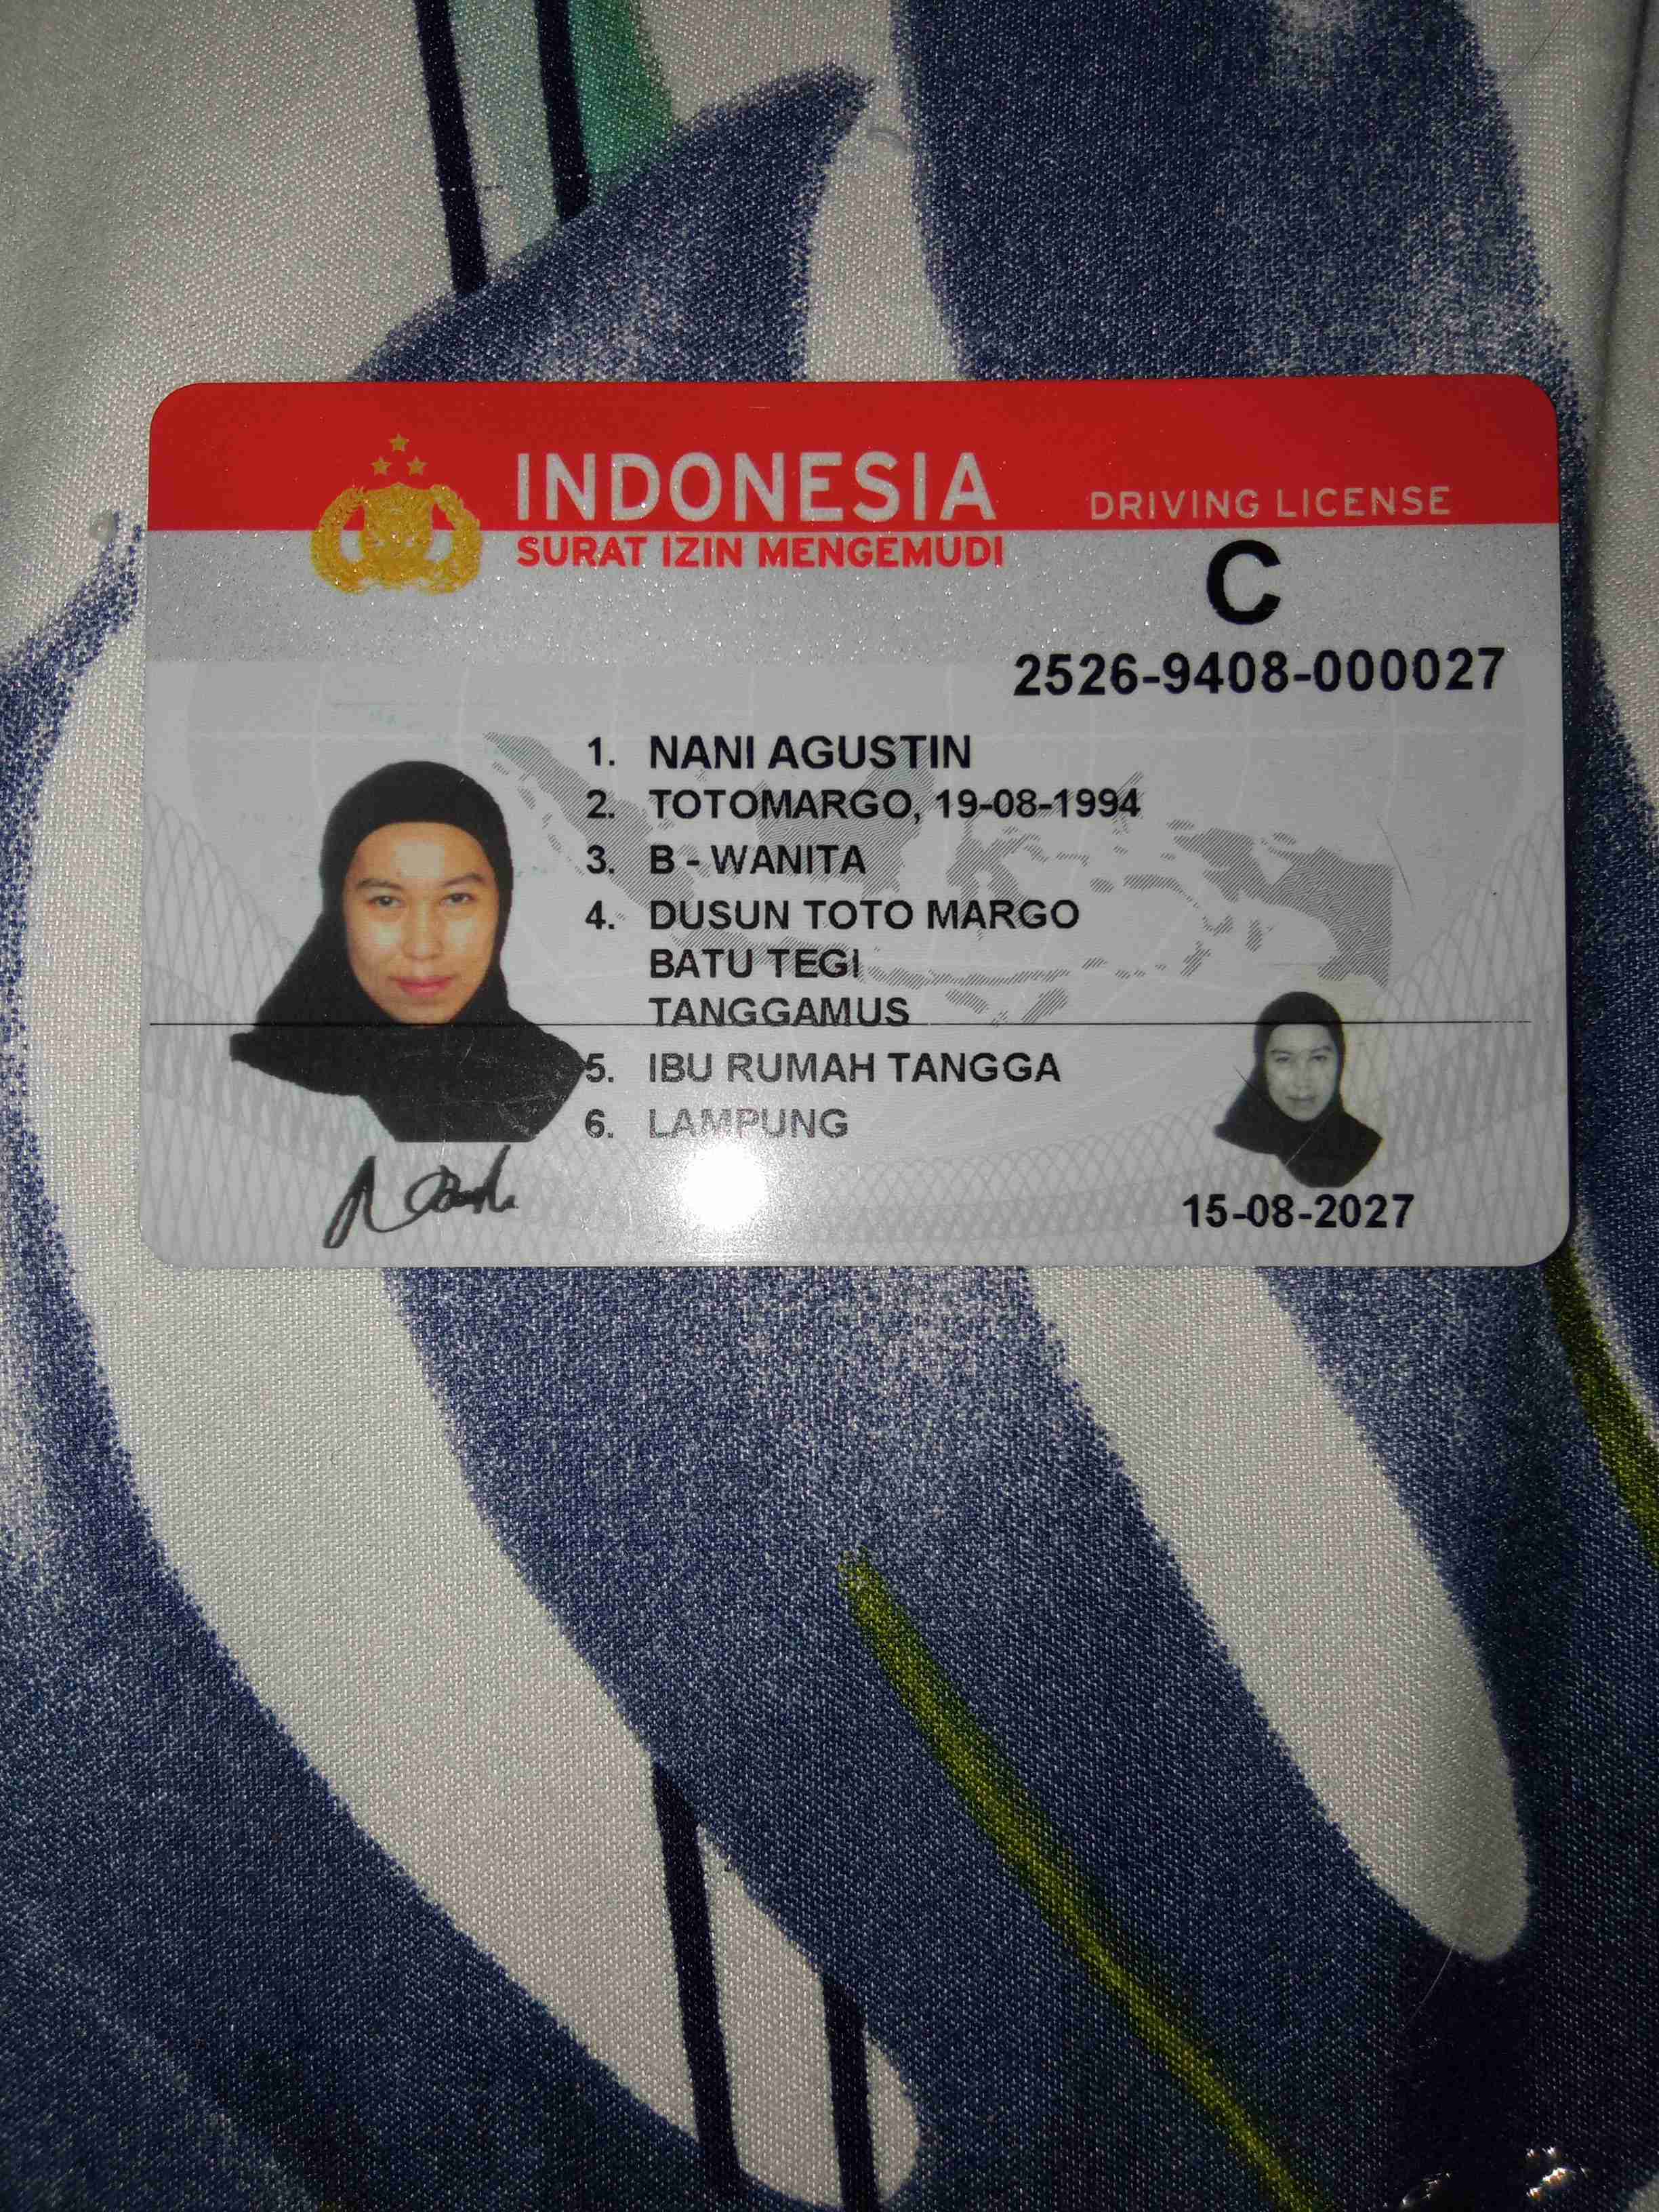 INDONESIA
DRIVING LICENSE
SURAT IZIN MENGEMUDI
C
2526-9408-000027
1. NANI AGUSTIN
2. TOTOMARGO, 19-08-1994
3. B - WANITA
4. DUSUN TOTO MARGO
BATU TEGI
TANGGAMUS
5. IBU RUMAH TANGGA
6. LAMPUNG
15-08-2027